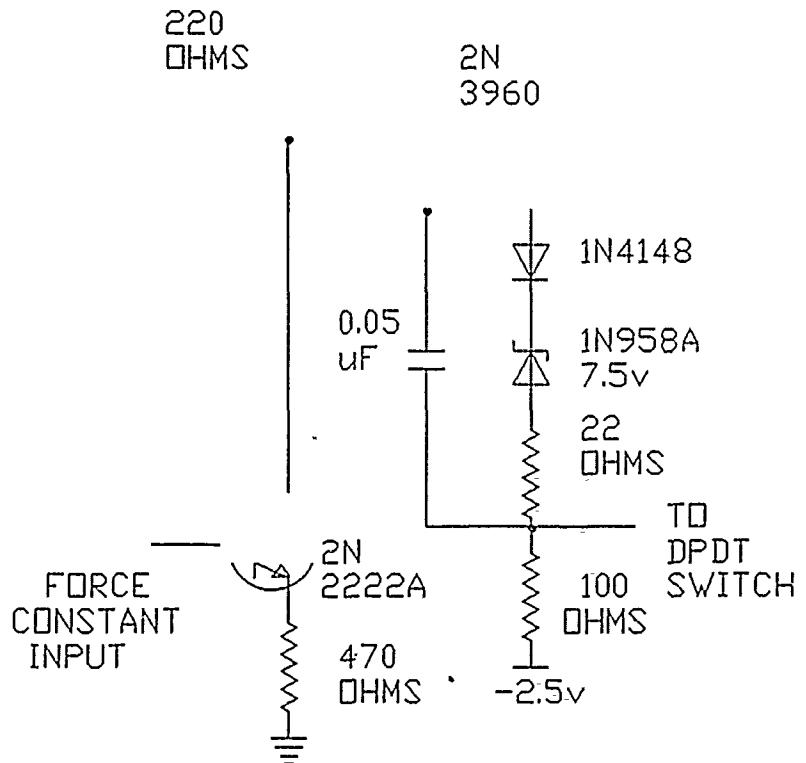 220
OHMS
2N
3960
1N4148
0.05
uF
1N958A
7.5v
22
OHMS
TO
DPDT
SWITCH
2N
2222A
FORCE
CONSTANT
INPUT
100
OHMS
470
OHMS
-2.5v